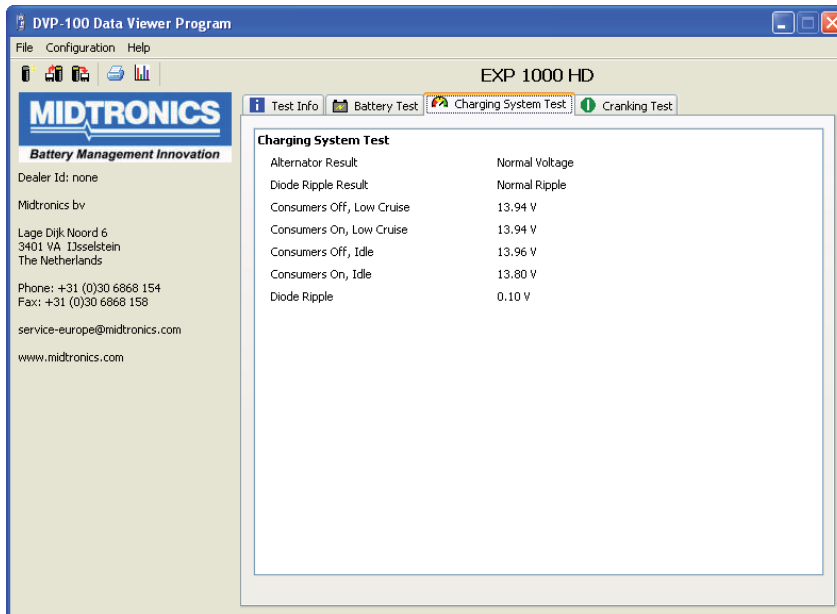 DVP-100 Data Viewer Program
File Configuration Help
EXP 1000 HD
MIDTRONICS
Battery Management Innovation
Dealer Id: none
Midtronics bv
Lage Dijk Noord 6
3401 VA IJsselstein
The Netherlands
Phone: +31 (0)30 6868 154
Fax: +31 (0)30 6868 158
service-europe@midtronics.com
www.midtronics.com
i Test Info Battery Test Charging System Test Cranking Test
Charging System Test
Alternator Result Normal Voltage
Diode Ripple Result Normal Ripple
Consumers Off, Low Cruise 13.94 V
Consumers On, Low Cruise 13.94 V
Consumers Off, Idle 13.96 V
Consumers On, Idle 13.80 V
Diode Ripple 0.10 V